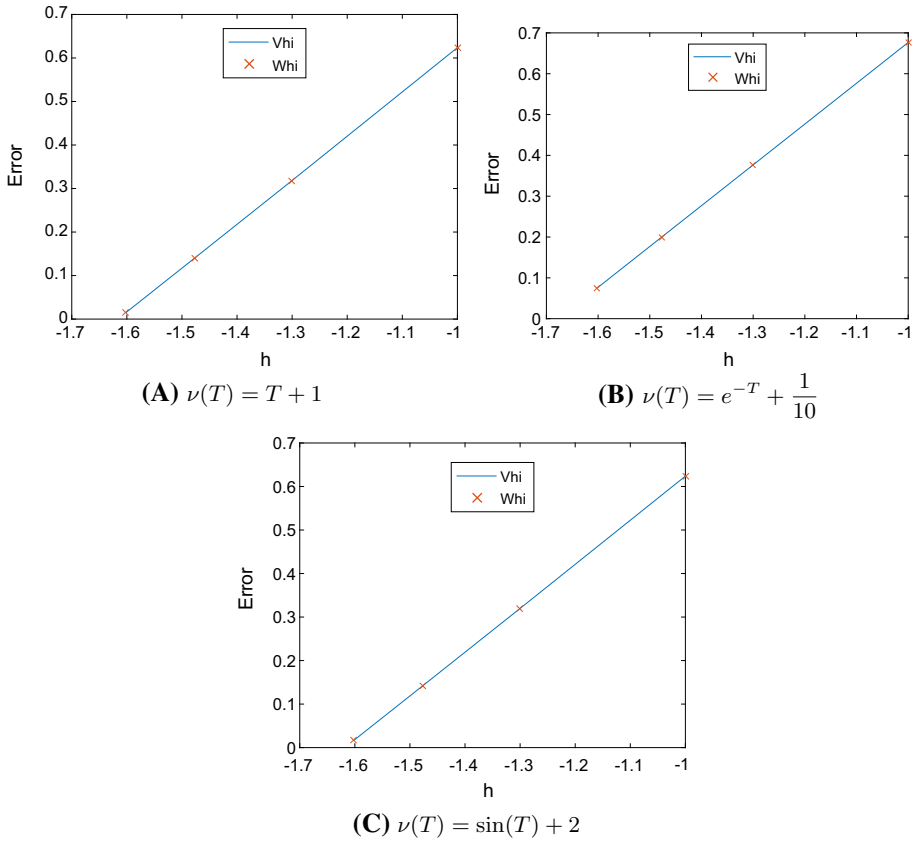 0.7
0.6
0.5
0.4
0.3
0.2
0.1
0
Error
Vhi
Whi
-1.7 -1.6 -1.5 -1.4 -1.3 -1.2 -1.1 -1
h
(A) ν(T) = T + 1
0.7
0.6
0.5
0.4
0.3
0.2
0.1
0
Error
Vhi
Whi
-1.7 -1.6 -1.5 -1.4 -1.3 -1.2 -1.1 -1
h
(B) ν(T) = e^{-T} + 1/10
0.7
0.6
0.5
0.4
0.3
0.2
0.1
0
Error
Vhi
Whi
-1.7 -1.6 -1.5 -1.4 -1.3 -1.2 -1.1 -1
h
(C) ν(T) = sin(T) + 2